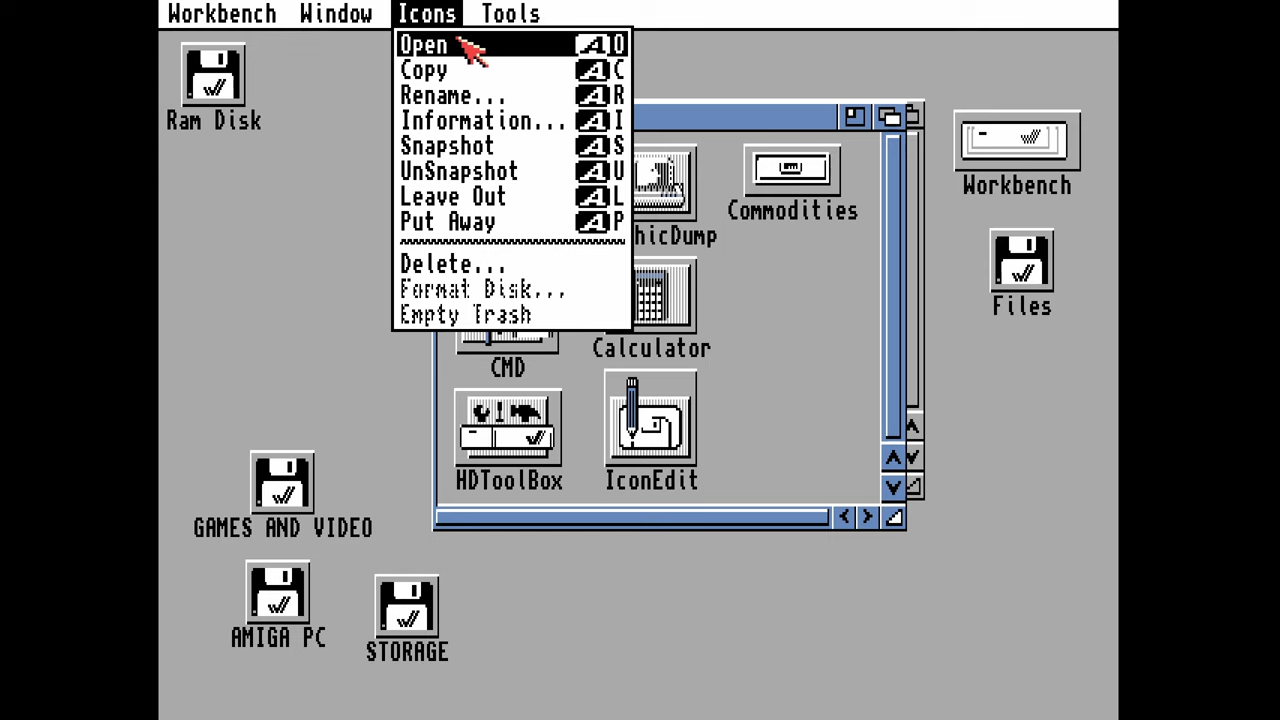 Workbench Window Icons Tools
Open A O
Copy A C
Rename... A R
Information... A I
Snapshot A S
UnSnapshot A U
Leave Out A L
Put Away A P
Delete...
Format Disk...
Empty Trash
Ram Disk
hicDump
Commodities
Workbench
Files
CMD
Calculator
HDToolBox
IconEdit
GAMES AND VIDEO
AMIGA PC
STORAGE